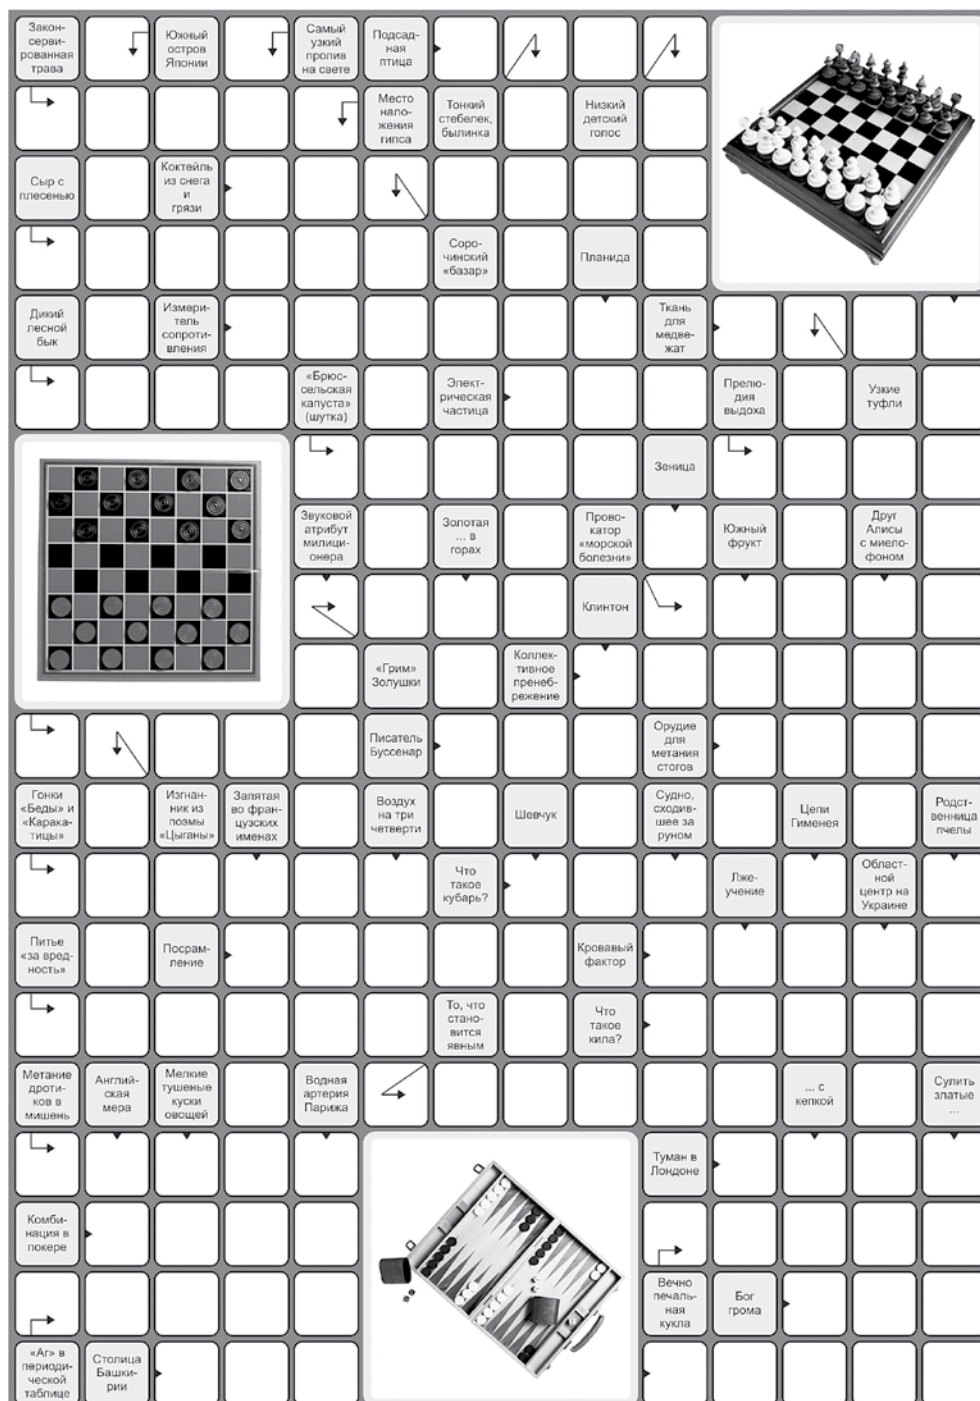 Закон-
серви-
рованная
трава
Южный
остров
Японии
Самый
узкий
пролив
на свете
Подсад-
ная
птица
Место
нало-
жения
гипса
Тонкий
стебелек,
былинка
Низкий
детский
голос
Сыр с
плесенью
Коктейль
из снега
и
грязи
Соро-
чинский
«базар»
Планида
Дикий
лесной
бык
Измери-
тель
сопроти-
вления
Ткань
для
медве-
жат
«Брюс-
сельская
капуста»
(шутка)
Элект-
рическая
частица
Прелю-
дия
выдоха
Узкие
туфли
Зеница
Звуковой
атрибут
милици-
онера
Золотая
... в
горах
Прово-
катор
«морской
болезни»
Южный
фрукт
Друг
Алисы
с миело-
фоном
Клинтон
«Грим»
Золушки
Коллек-
тивное
пренеб-
режение
Писатель
Буссенар
Орудие
для
метания
стогов
Гонки
«Беды» и
«Карака-
тицы»
Изгнан-
ник из
поэмы
«Цыганы»
Запятая
во фран-
цузских
именах
Воздух
на три
четверти
Шевчук
Судно,
сходив-
шее за
руном
Цепи
Гименея
Родст-
венница
пчелы
Что
такое
кубарь?
Лже-
учение
Област-
ной
центр на
Украине
Питье
«за вред-
ность»
Посрам-
ление
Кровавый
фактор
То, что
стано-
вится
явным
Что
такое
кила?
Метание
дроти-
ков в
мишень
Англий-
ская
мера
Мелкие
тушеные
куски
овощей
Водная
артерия
Парижа
... с
кепкой
Сулить
златые
...
Туман в
Лондоне
Комби-
нация в
покере
Вечно
печаль-
ная
кукла
Бог
грома
«Аг» в
периоди-
ческой
таблице
Столица
Башки-
рии